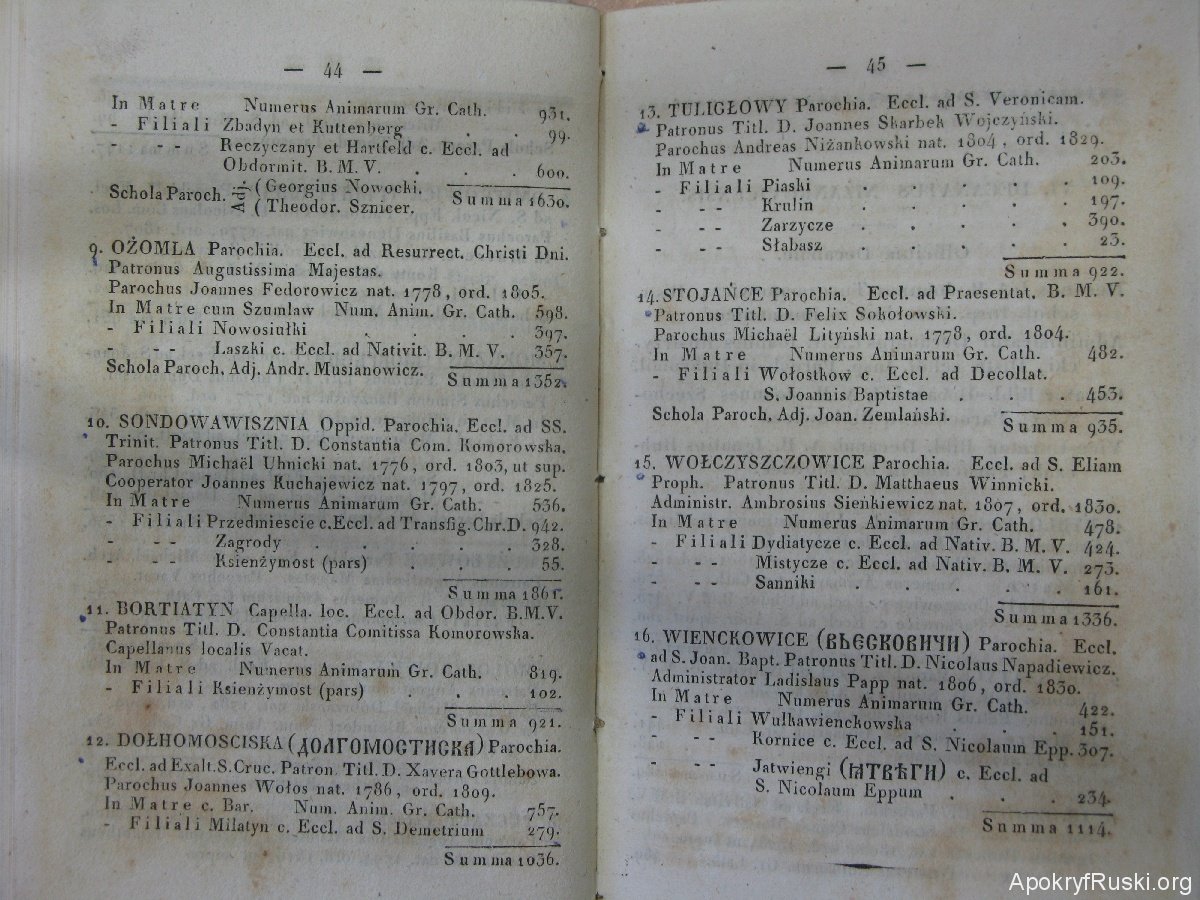 — 44 —
In Matre Numerus Animarum Gr. Cath. 931.
- Filiali Zbadyn et Kuttenberg . . 99.
- - - Reczyczany et Hartfeld c. Eccl. ad
Obdormit. B. M. V. . . . 600.
Schola Paroch. Adj. ( Georgius Nowocki. Summa 1630.
( Theodor. Sznicer.
9. OŻOMLA Parochia. Eccl. ad Resurrect. Christi Dni.
Patronus Augustissima Majestas.
Parochus Joannes Fedorowicz nat. 1778, ord. 1805.
In Matre cum Szumlaw Num. Anim. Gr. Cath. 598.
- Filiali Nowosiułki . . . . 397.
- - - Laszki c. Eccl. ad Nativit. B. M. V. 357.
Schola Paroch. Adj. Andr. Musianowicz. Summa 1352.
10. SONDOWAWISZNIA Oppid. Parochia. Eccl. ad SS.
Trinit. Patronus Titl. D. Constantia Com. Komorowska.
Parochus Michaël Uhnicki nat. 1776, ord. 1803, ut sup.
Cooperator Joannes Kuchajewicz nat. 1797, ord. 1825.
In Matre Numerus Animarum Gr. Cath. 536.
- Filiali Przedmiescie c. Eccl. ad Transfig. Chr. D. 942.
- - - Zagrody . . . . . 328.
- - - Ksienżymost (pars) . . . 55.
Summa 1861.
11. BORTIATYN Capella. loc. Eccl. ad Obdor. B.M.V.
Patronus Titl. D. Constantia Comitissa Komorowska.
Capellanus localis Vacat.
In Matre Numerus Animarum Gr. Cath. 819.
- Filiali Ksienżymost (pars) . . . 102.
Summa 921.
12. DOŁHOMOSCISKA (ДОЛГОМОСТИСКА) Parochia.
Eccl. ad Exalt. S. Cruc. Patron. Titl. D. Xavera Gottlebowa.
Parochus Joannes Wołos nat. 1786, ord. 1809.
In Matre c. Bar. Num. Anim. Gr. Cath. 757.
- Filiali Milatyn c. Eccl. ad S. Demetrium 279.
Summa 1036.
— 45 —
13. TULIGŁOWY Parochia. Eccl. ad S. Veronicam.
Patronus Titl. D. Joannes Skarbek Wojczyński.
Parochus Andreas Niżankowski nat. 1804, ord. 1829.
In Matre Numerus Animarum Gr. Cath. 203.
- Filiali Piaski . . . . . 109.
- - - Krulin . . . . . 197.
- - - Zarzycze . . . . . 390.
- - - Słabasz . . . . . 23.
Summa 922.
14. STOJAŃCE Parochia. Eccl. ad Praesentat. B. M. V.
Patronus Titl. D. Felix Sokołowski.
Parochus Michaël Lityński nat. 1778, ord. 1804.
In Matre Numerus Animarum Gr. Cath. 482.
- Filiali Wołostkow c. Eccl. ad Decollat.
S. Joannis Baptistae . . . 453.
Schola Paroch. Adj. Joan. Zemlański. Summa 935.
15. WOŁCZYSZCZOWICE Parochia. Eccl. ad S. Eliam
Proph. Patronus Titl. D. Matthaeus Winnicki.
Administr. Ambrosius Sieńkiewicz nat. 1807, ord. 1830.
In Matre Numerus Animarum Gr. Cath. 478.
- Filiali Dydiatycze c. Eccl. ad Nativ. B. M. V. 424.
- - - Mistycze c. Eccl. ad Nativ. B. M. V. 273.
- - - Sanniki . . . . . 161.
Summa 1336.
16. WIENCKOWICE (ВЬЄСКОВИЧИ) Parochia. Eccl.
ad S. Joan. Bapt. Patronus Titl. D. Nicolaus Napadiewicz.
Administrator Ladislaus Papp nat. 1806, ord. 1830.
In Matre Numerus Animarum Gr. Cath. 422.
- Filiali Wulkawienckowska . . . 151.
- - - Kornice c. Eccl. ad S. Nicolaum Epp. 307.
- - - Jatwiengi (ꙖТВѢГИ) c. Eccl. ad
S. Nicolaum Eppum . . . 234.
Summa 1114.
ApokryfRuski.org